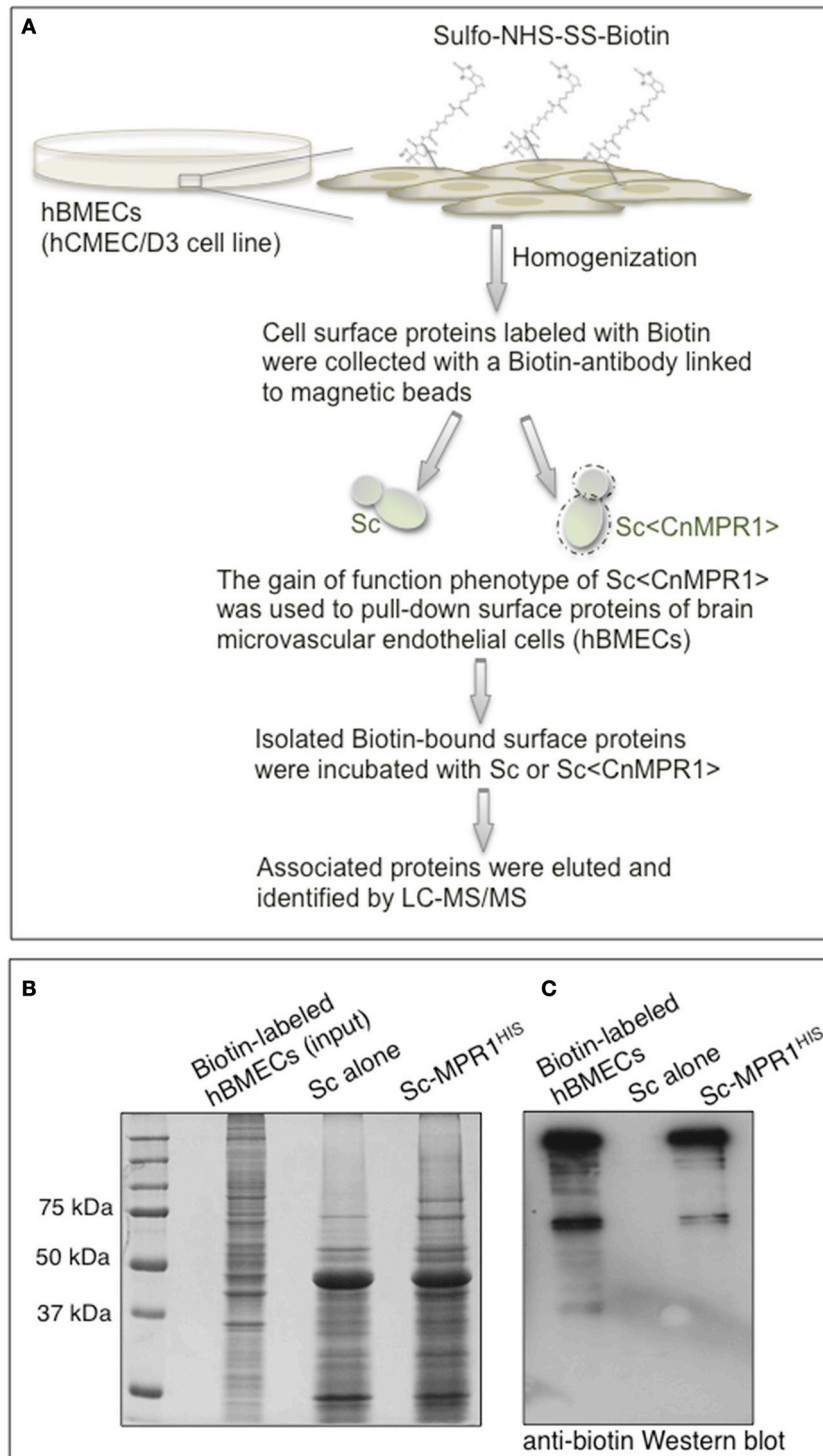 A
Sulfo-NHS-SS-Biotin
hBMECs
(hCMEC/D3 cell line)
Homogenization
Cell surface proteins labeled with Biotin
were collected with a Biotin-antibody linked
to magnetic beads
Sc
Sc<CnMPR1>
The gain of function phenotype of Sc<CnMPR1>
was used to pull-down surface proteins of brain
microvascular endothelial cells (hBMECs)
Isolated Biotin-bound surface proteins
were incubated with Sc or Sc<CnMPR1>
Associated proteins were eluted and
identified by LC-MS/MS
B
Biotin-labeled
hBMECs (input)
Sc alone
Sc-MPR1HIS
75 kDa
50 kDa
37 kDa
C
Biotin-labeled
hBMECs
Sc alone
Sc-MPR1HIS
anti-biotin Western blot